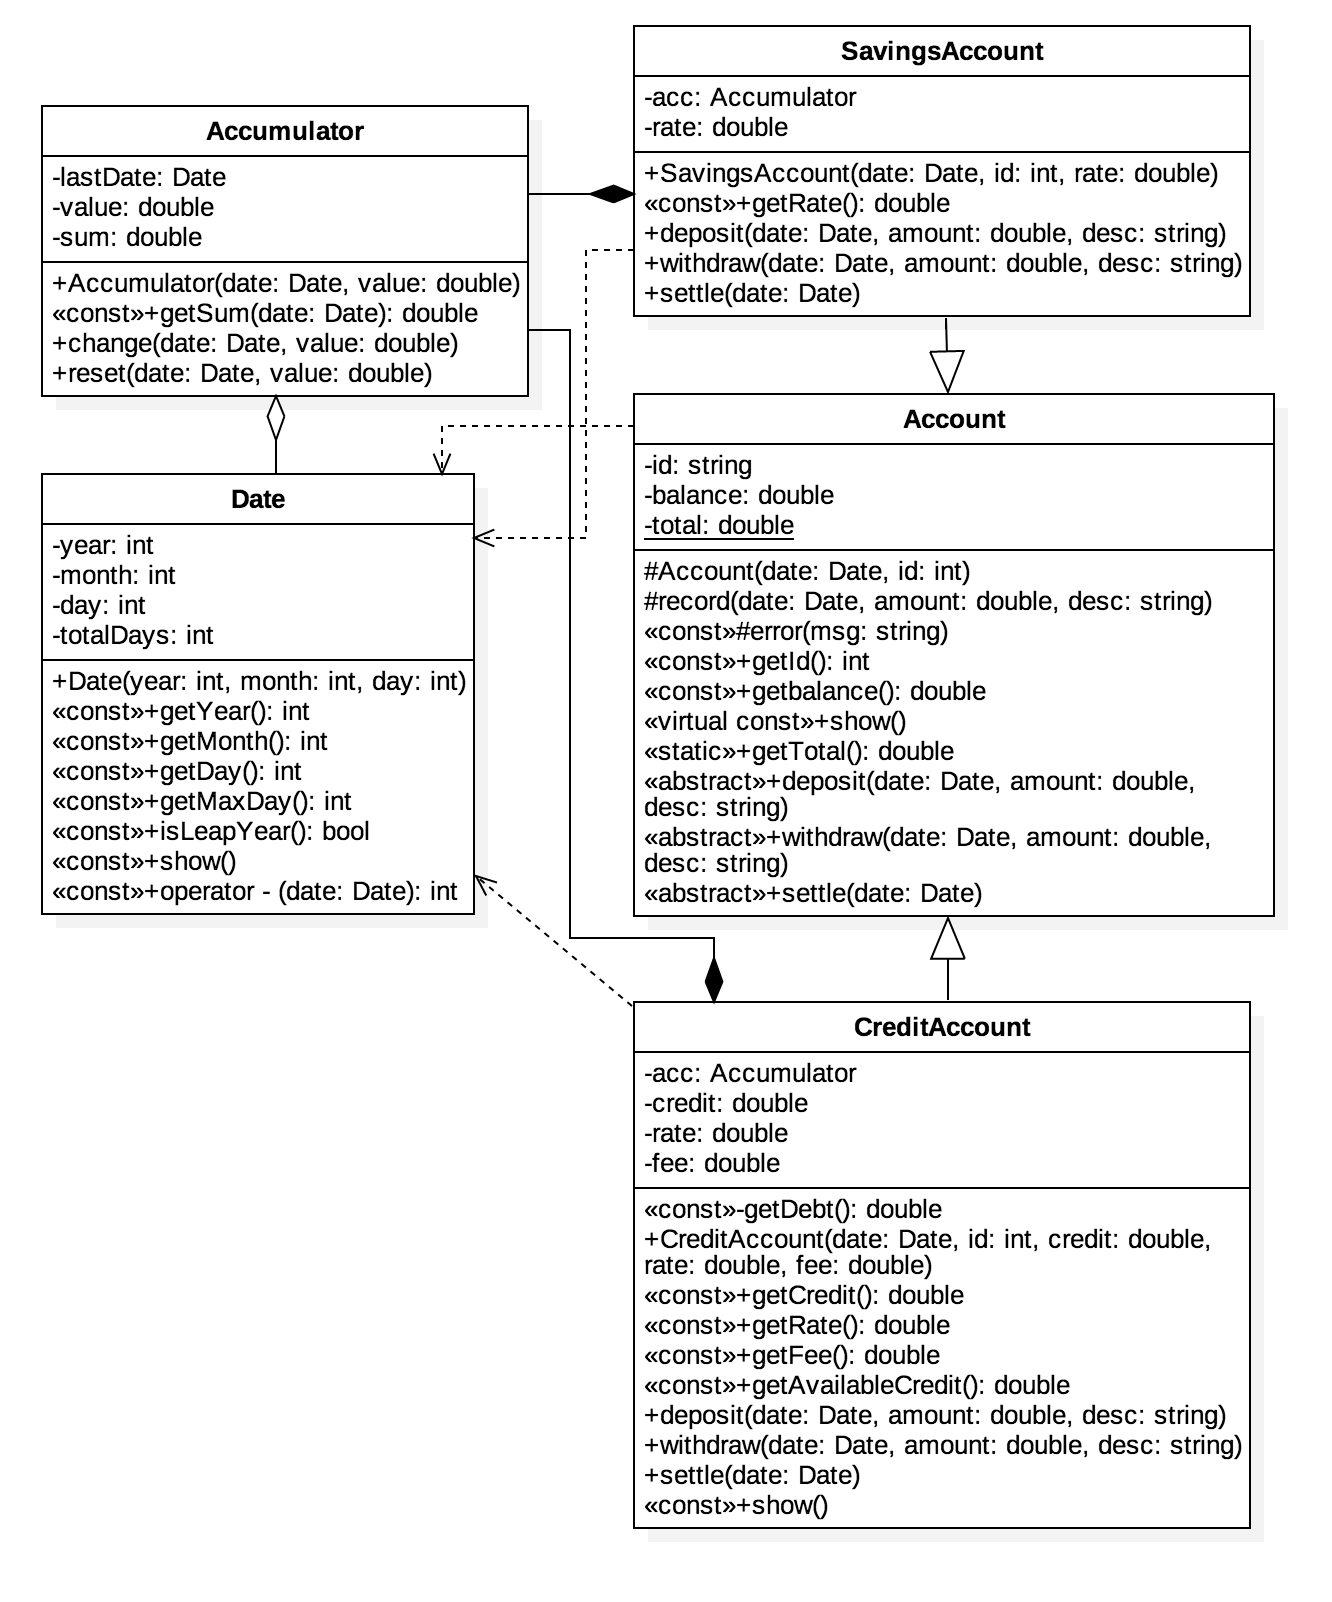 SavingsAccount
-acc: Accumulator
-rate: double
+SavingsAccount(date: Date, id: int, rate: double)
«const»+getRate(): double
+deposit(date: Date, amount: double, desc: string)
+withdraw(date: Date, amount: double, desc: string)
+settle(date: Date)
Accumulator
-lastDate: Date
-value: double
-sum: double
+Accumulator(date: Date, value: double)
«const»+getSum(date: Date): double
+change(date: Date, value: double)
+reset(date: Date, value: double)
Account
-id: string
-balance: double
-total: double
#Account(date: Date, id: int)
#record(date: Date, amount: double, desc: string)
«const»#error(msg: string)
«const»+getId(): int
«const»+getbalance(): double
«virtual const»+show()
«static»+getTotal(): double
«abstract»+deposit(date: Date, amount: double,
desc: string)
«abstract»+withdraw(date: Date, amount: double,
desc: string)
«abstract»+settle(date: Date)
Date
-year: int
-month: int
-day: int
-totalDays: int
+Date(year: int, month: int, day: int)
«const»+getYear(): int
«const»+getMonth(): int
«const»+getDay(): int
«const»+getMaxDay(): int
«const»+isLeapYear(): bool
«const»+show()
«const»+operator - (date: Date): int
CreditAccount
-acc: Accumulator
-credit: double
-rate: double
-fee: double
«const»-getDebt(): double
+CreditAccount(date: Date, id: int, credit: double,
rate: double, fee: double)
«const»+getCredit(): double
«const»+getRate(): double
«const»+getFee(): double
«const»+getAvailableCredit(): double
+deposit(date: Date, amount: double, desc: string)
+withdraw(date: Date, amount: double, desc: string)
+settle(date: Date)
«const»+show()